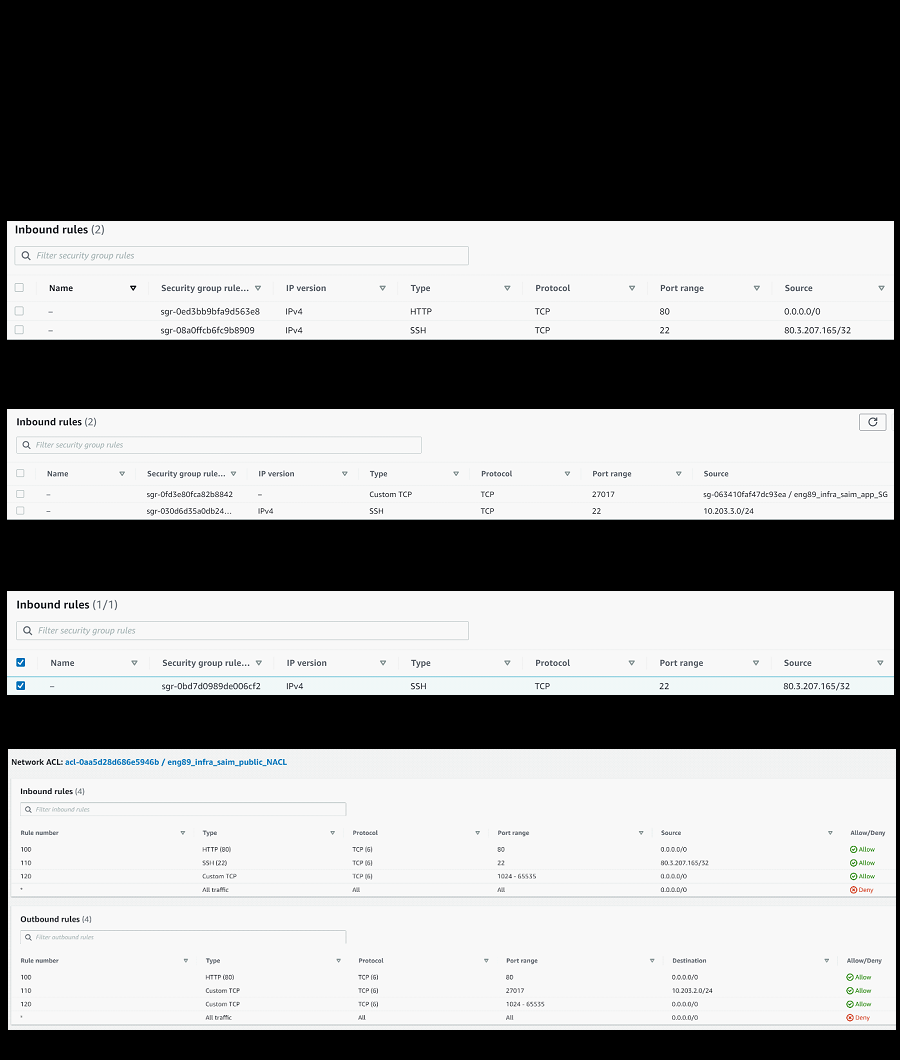 Inbound rules (2)
Filter security group rules
Name Security group rule... IP version Type Protocol Port range Source
– sgr-0ed3bb9bfa9d563e8 IPv4 HTTP TCP 80 0.0.0.0/0
– sgr-08a0ffcb6fc9b8909 IPv4 SSH TCP 22 80.3.207.165/32
Inbound rules (2)
Filter security group rules
Name Security group rule... IP version Type Protocol Port range Source
– sgr-0fd3e80fca82b8842 – Custom TCP TCP 27017 sg-063410faf47dc93ea / eng89_infra_saim_app_SG
– sgr-030d6d35a0db24... IPv4 SSH TCP 22 10.203.3.0/24
Inbound rules (1/1)
Filter security group rules
Name Security group rule... IP version Type Protocol Port range Source
– sgr-0bd7d0989de006cf2 IPv4 SSH TCP 22 80.3.207.165/32
Network ACL: acl-0aa5d28d686e5946b / eng89_infra_saim_public_NACL
Inbound rules (4)
Filter inbound rules
Rule number Type Protocol Port range Source Allow/Deny
100 HTTP (80) TCP (6) 80 0.0.0.0/0 Allow
110 SSH (22) TCP (6) 22 80.3.207.165/32 Allow
120 Custom TCP TCP (6) 1024 - 65535 0.0.0.0/0 Allow
* All traffic All All 0.0.0.0/0 Deny
Outbound rules (4)
Filter outbound rules
Rule number Type Protocol Port range Destination Allow/Deny
100 HTTP (80) TCP (6) 80 0.0.0.0/0 Allow
110 Custom TCP TCP (6) 27017 10.203.2.0/24 Allow
120 Custom TCP TCP (6) 1024 - 65535 0.0.0.0/0 Allow
* All traffic All All 0.0.0.0/0 Deny